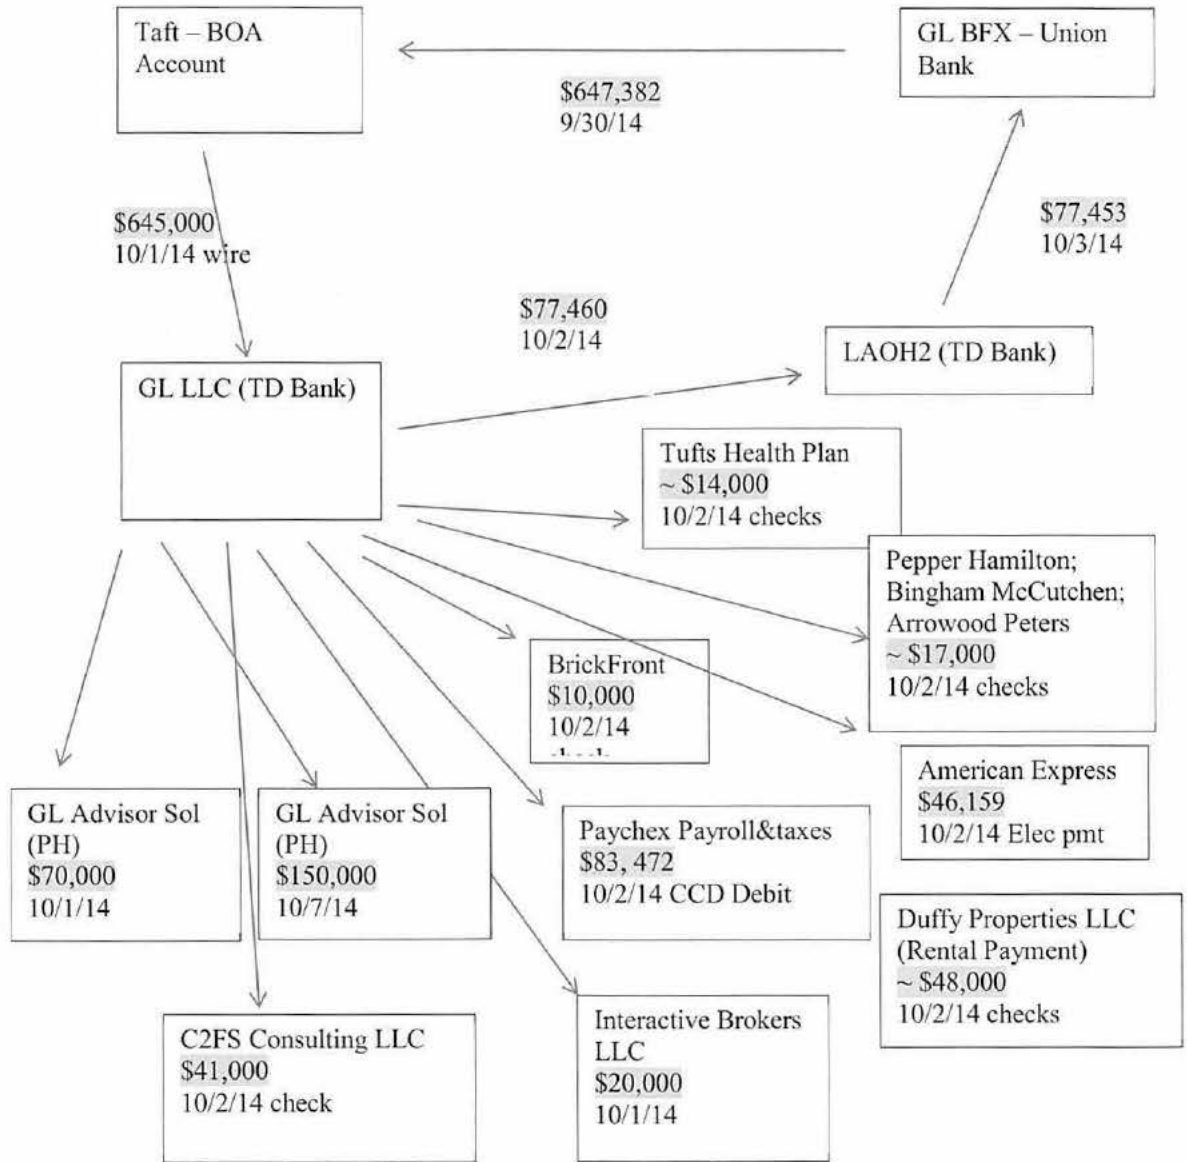 Taft – BOA
Account
GL BFX – Union
Bank
$647,382
9/30/14
$645,000
10/1/14 wire
$77,453
10/3/14
$77,460
10/2/14
GL LLC (TD Bank)
LAOH2 (TD Bank)
Tufts Health Plan
~ $14,000
10/2/14 checks
Pepper Hamilton;
Bingham McCutchen;
Arrowood Peters
~ $17,000
10/2/14 checks
BrickFront
$10,000
10/2/14
American Express
$46,159
10/2/14 Elec pmt
GL Advisor Sol
(PH)
$70,000
10/1/14
GL Advisor Sol
(PH)
$150,000
10/7/14
Paychex Payroll&taxes
$83, 472
10/2/14 CCD Debit
Duffy Properties LLC
(Rental Payment)
~ $48,000
10/2/14 checks
C2FS Consulting LLC
$41,000
10/2/14 check
Interactive Brokers
LLC
$20,000
10/1/14